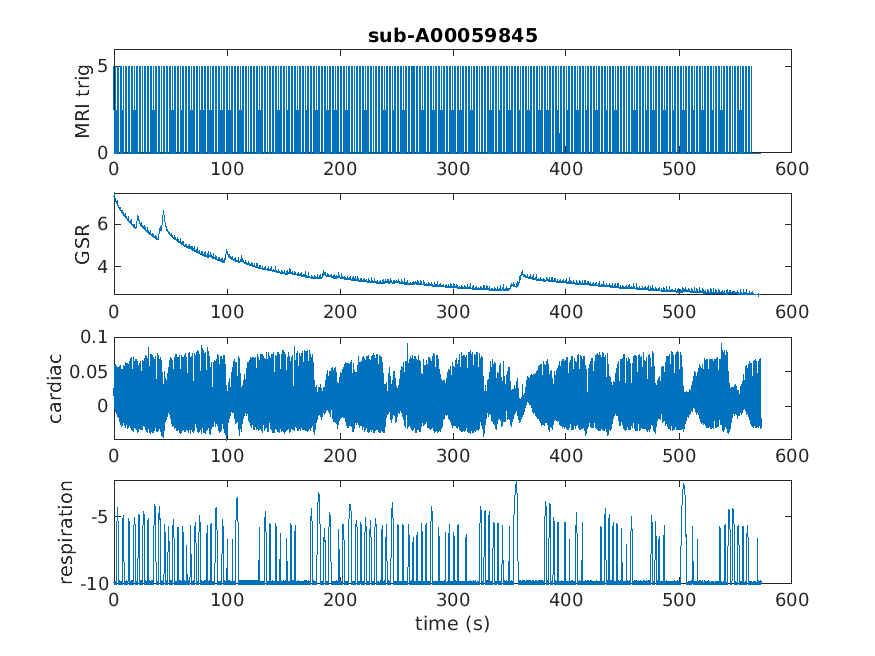 sub-A00059845
MRI trig
5
0
0 100 200 300 400 500 600
GSR
6
4
0 100 200 300 400 500 600
cardiac
0.1
0.05
0
0 100 200 300 400 500 600
respiration
-5
-10
0 100 200 300 400 500 600
time (s)